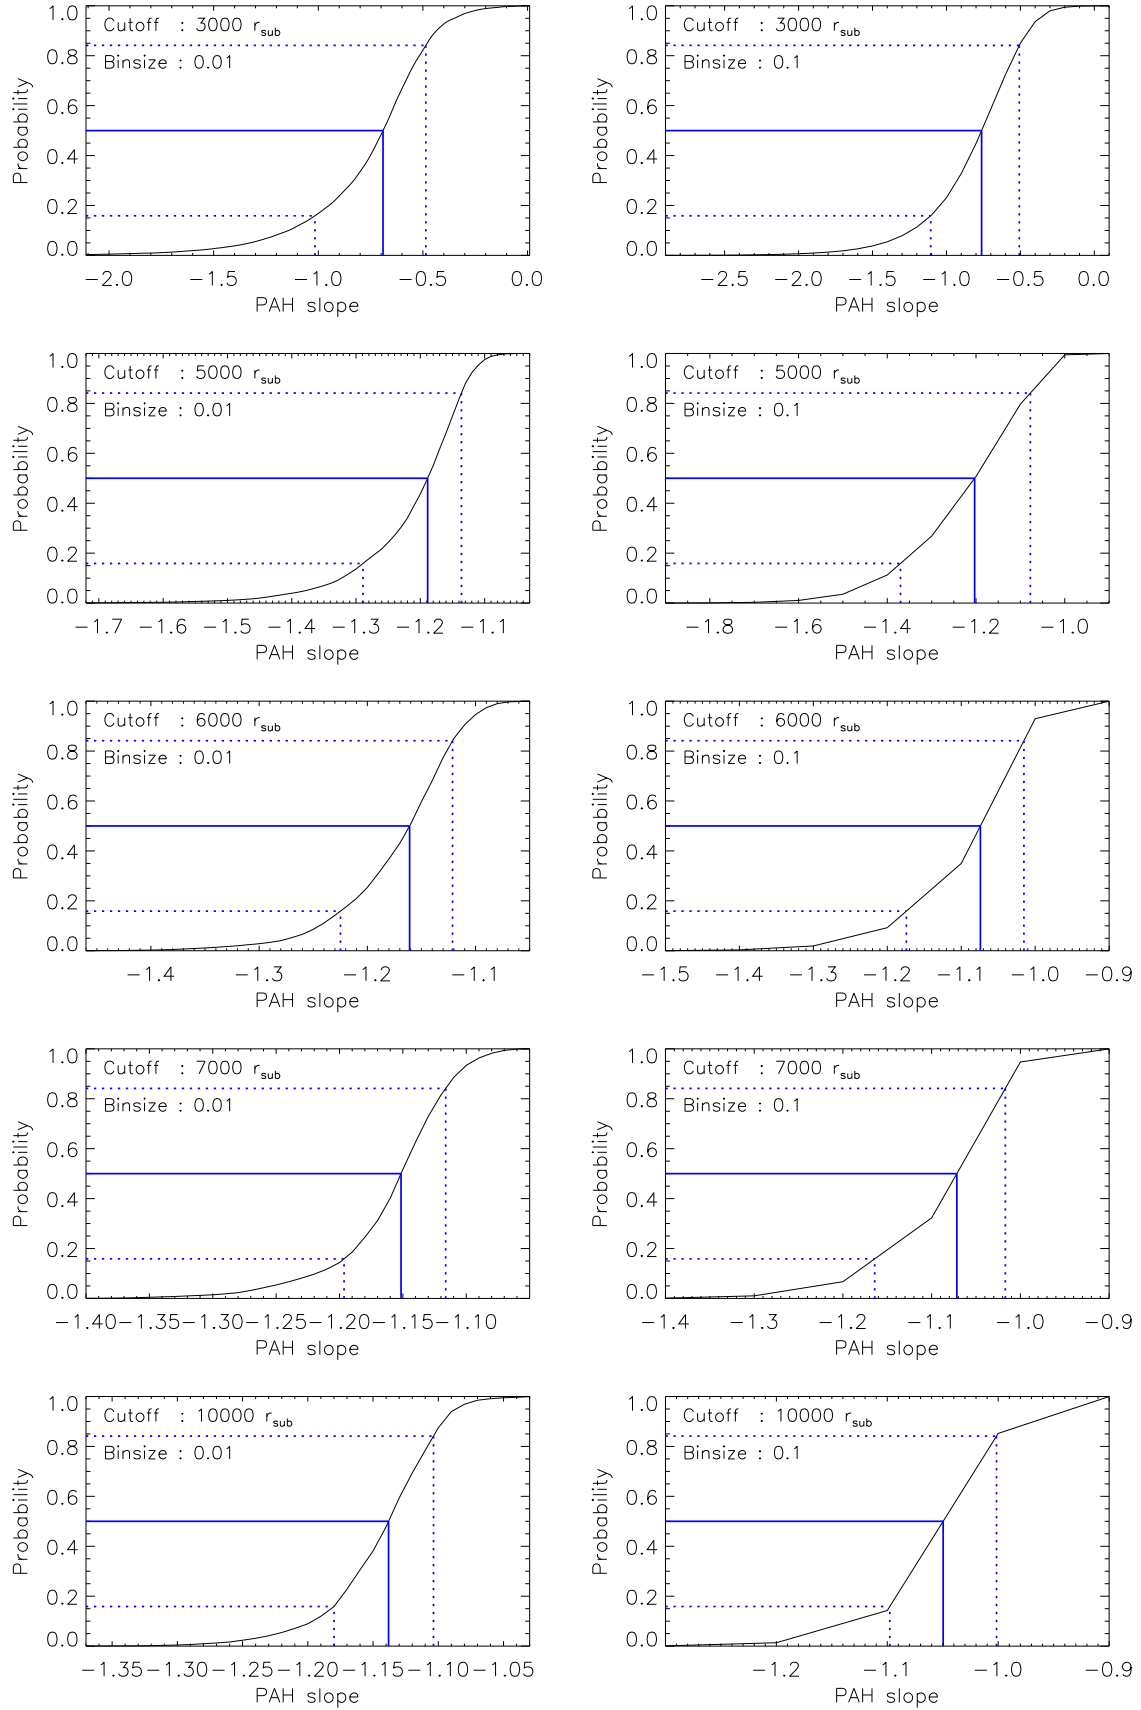 Cutoff : 3000 rsub
Binsize : 0.01
Probability
1.0
0.8
0.6
0.4
0.2
0.0
−2.0 −1.5 −1.0 −0.5 0.0
PAH slope
Cutoff : 3000 rsub
Binsize : 0.1
Probability
1.0
0.8
0.6
0.4
0.2
0.0
−2.5 −2.0 −1.5 −1.0 −0.5 0.0
PAH slope
Cutoff : 5000 rsub
Binsize : 0.01
Probability
1.0
0.8
0.6
0.4
0.2
0.0
−1.7 −1.6 −1.5 −1.4 −1.3 −1.2 −1.1
PAH slope
Cutoff : 5000 rsub
Binsize : 0.1
Probability
1.0
0.8
0.6
0.4
0.2
0.0
−1.8 −1.6 −1.4 −1.2 −1.0
PAH slope
Cutoff : 6000 rsub
Binsize : 0.01
Probability
1.0
0.8
0.6
0.4
0.2
0.0
−1.4 −1.3 −1.2 −1.1
PAH slope
Cutoff : 6000 rsub
Binsize : 0.1
Probability
1.0
0.8
0.6
0.4
0.2
0.0
−1.5 −1.4 −1.3 −1.2 −1.1 −1.0 −0.9
PAH slope
Cutoff : 7000 rsub
Binsize : 0.01
Probability
1.0
0.8
0.6
0.4
0.2
0.0
−1.40 −1.35 −1.30 −1.25 −1.20 −1.15 −1.10
PAH slope
Cutoff : 7000 rsub
Binsize : 0.1
Probability
1.0
0.8
0.6
0.4
0.2
0.0
−1.4 −1.3 −1.2 −1.1 −1.0 −0.9
PAH slope
Cutoff : 10000 rsub
Binsize : 0.01
Probability
1.0
0.8
0.6
0.4
0.2
0.0
−1.35 −1.30 −1.25 −1.20 −1.15 −1.10 −1.05
PAH slope
Cutoff : 10000 rsub
Binsize : 0.1
Probability
1.0
0.8
0.6
0.4
0.2
0.0
−1.2 −1.1 −1.0 −0.9
PAH slope